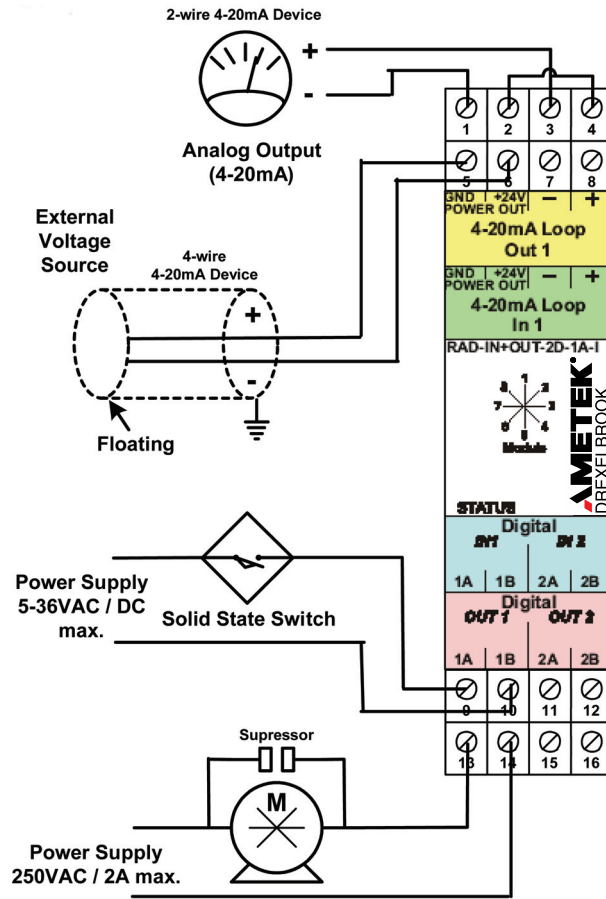 2-wire 4-20mA Device
+
-
1 2 3 4
Analog Output
(4-20mA)
5 6 7 8
GND +24V − +
POWER OUT
4-20mA Loop
Out 1
External
Voltage
Source
4-wire
4-20mA Device
+
-
GND +24V − +
POWER OUT
4-20mA Loop
In 1
RAD-IN+OUT-2D-1A-I
Floating
1
2
3
4
5
6
7
8
Module
AMETEK®
DREXELBROOK
STATUS
Digital
IN1 IN 2
1A 1B 2A 2B
Power Supply
5-36VAC / DC
max.
Solid State Switch
Digital
OUT 1 OUT 2
1A 1B 2A 2B
9 10 11 12
Supressor
13 14 15 16
M
Power Supply
250VAC / 2A max.